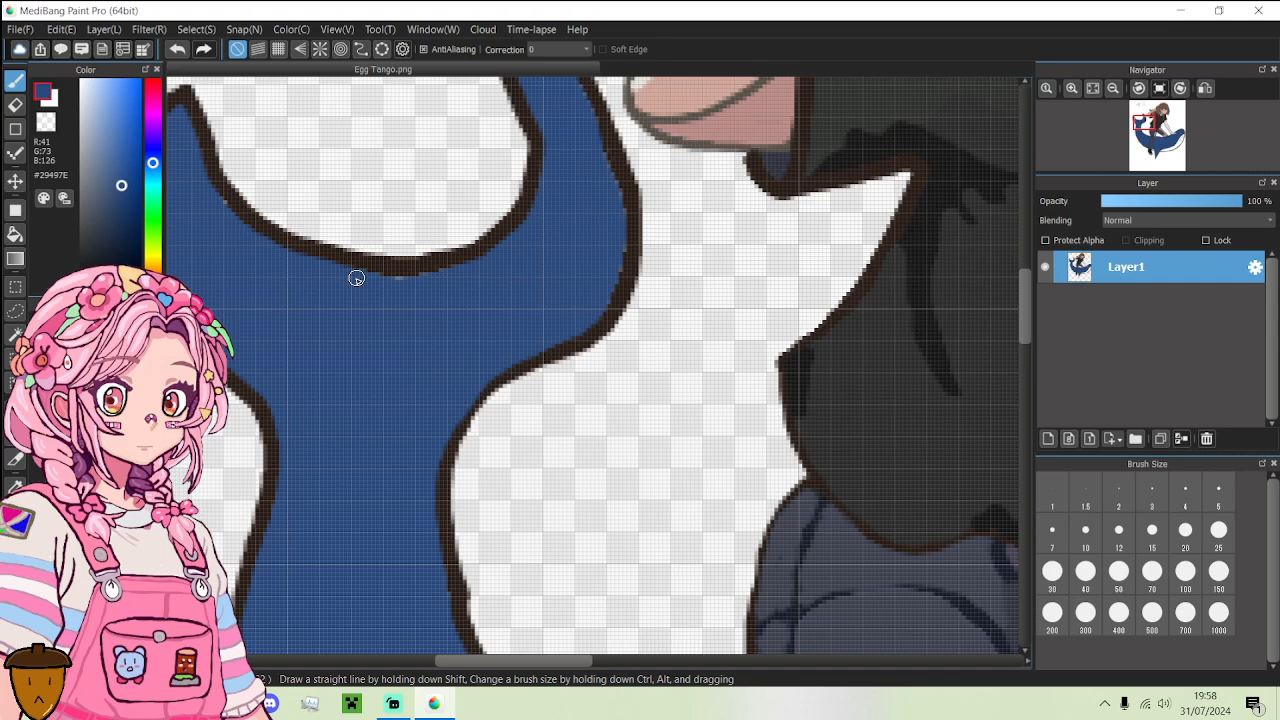 MediBang Paint Pro (64bit)
File(F) Edit(E) Layer(L) Filter(R) Select(S) Snap(N) Color(C) View(V) Tool(T) Window(W) Cloud Time-lapse Help
AntiAliasing Correction 0 Soft Edge
Color
Egg Tango.png
Navigator
R:41
G:73
B:126
#29497E
Layer
Opacity 100 %
Blending Normal
Protect Alpha Clipping Lock
Layer1
Brush Size
1 1.5 2 3 4 5
7 10 12 15 20 25
30 40 50 70 100 150
200 300 400 500 700 1000
) Draw a straight line by holding down Shift, Change a brush size by holding down Ctrl, Alt, and dragging
19:58
31/07/2024